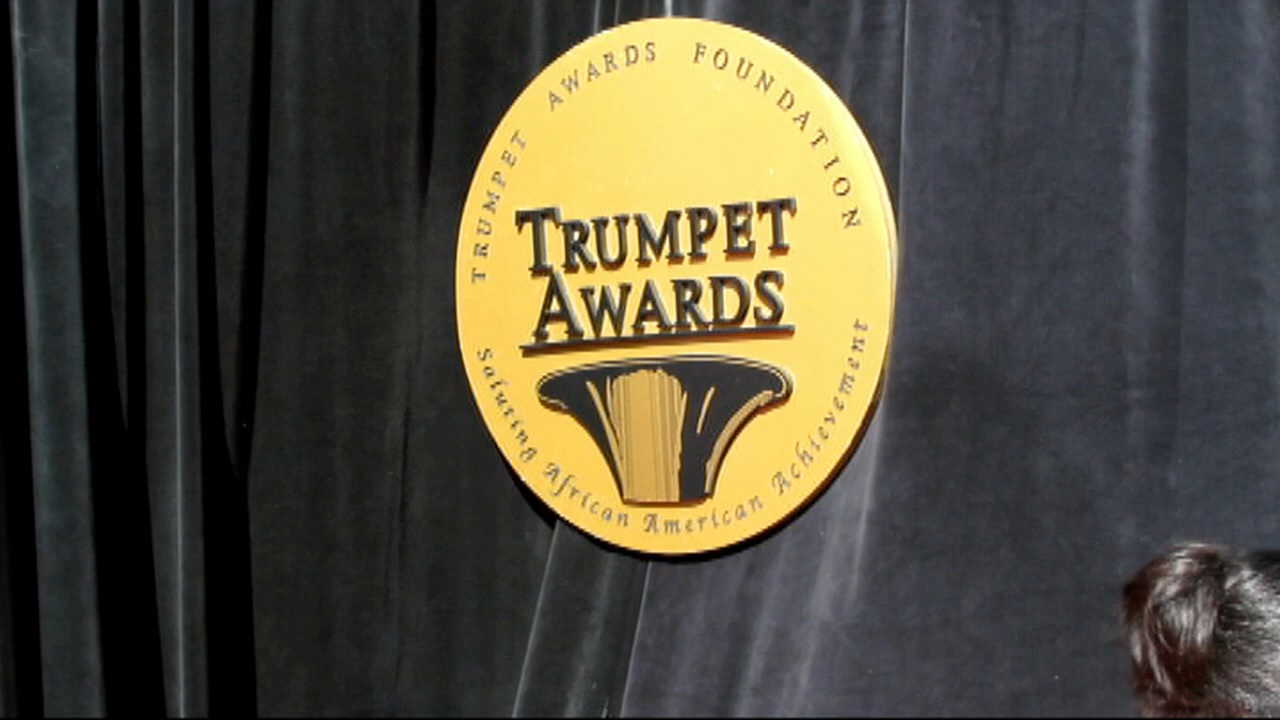 TRUMPET AWARDS FOUNDATION
TRUMPET
AWARDS
Saluting African American Achievement